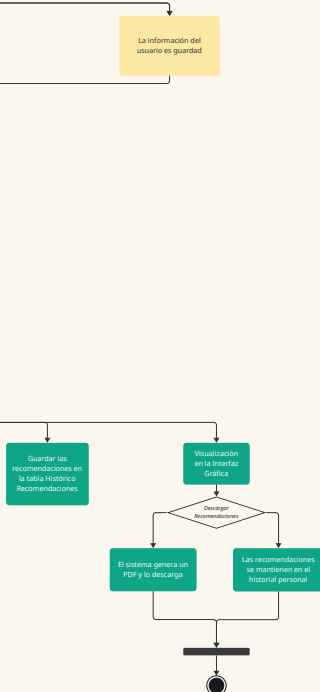 La información del
usuario es guardad
Guardar las
recomendaciones en
la tabla Histórico
Recomendaciones
Visualización
en la Interfaz
Gráfica
Descargar
Recomendaciones
El sistema genera un
PDF y lo descarga
Las recomendaciones
se mantienen en el
historial personal